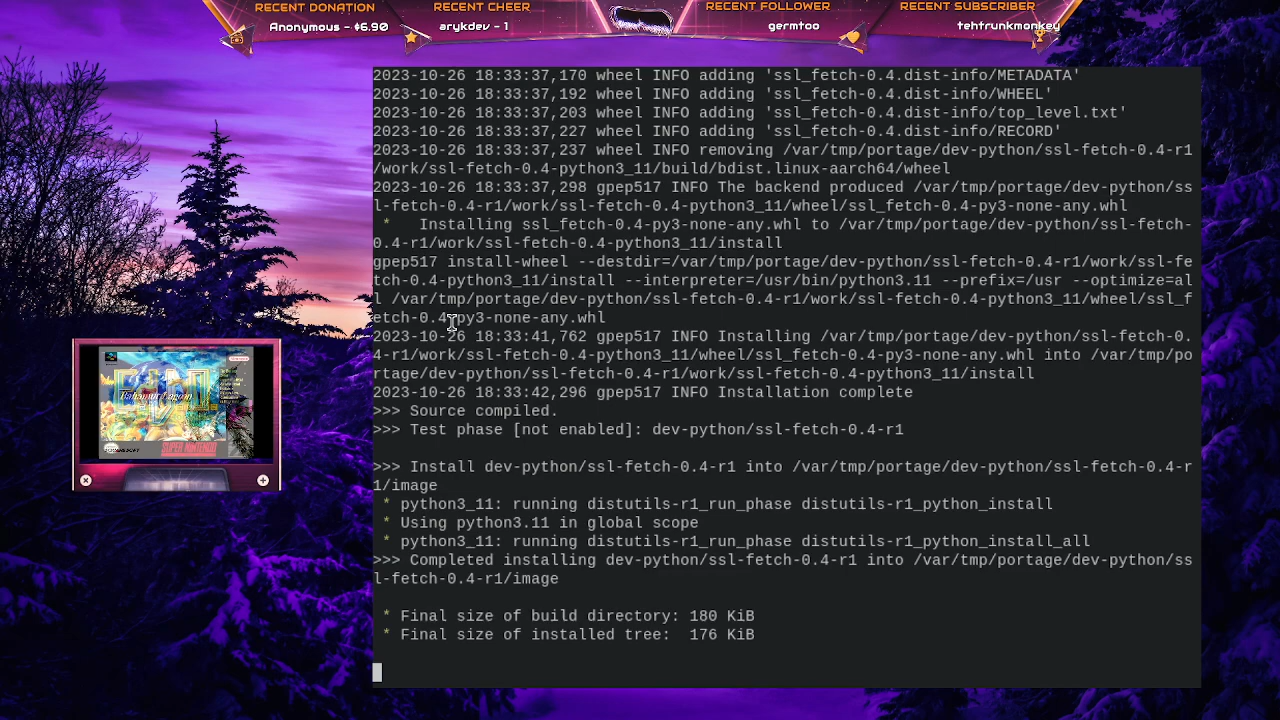 RECENT DONATION
Anonymous - $6.90
RECENT CHEER
arykdev - 1
RECENT FOLLOWER
germtoo
RECENT SUBSCRIBER
tehtrunkmonkey
2023-10-26 18:33:37,170 wheel INFO adding 'ssl_fetch-0.4.dist-info/METADATA'
2023-10-26 18:33:37,192 wheel INFO adding 'ssl_fetch-0.4.dist-info/WHEEL'
2023-10-26 18:33:37,203 wheel INFO adding 'ssl_fetch-0.4.dist-info/top_level.txt'
2023-10-26 18:33:37,227 wheel INFO adding 'ssl_fetch-0.4.dist-info/RECORD'
2023-10-26 18:33:37,237 wheel INFO removing /var/tmp/portage/dev-python/ssl-fetch-0.4-r1
/work/ssl-fetch-0.4-python3_11/build/bdist.linux-aarch64/wheel
2023-10-26 18:33:37,298 gpep517 INFO The backend produced /var/tmp/portage/dev-python/ss
l-fetch-0.4-r1/work/ssl-fetch-0.4-python3_11/wheel/ssl_fetch-0.4-py3-none-any.whl
 *   Installing ssl_fetch-0.4-py3-none-any.whl to /var/tmp/portage/dev-python/ssl-fetch-
0.4-r1/work/ssl-fetch-0.4-python3_11/install
gpep517 install-wheel --destdir=/var/tmp/portage/dev-python/ssl-fetch-0.4-r1/work/ssl-fe
tch-0.4-python3_11/install --interpreter=/usr/bin/python3.11 --prefix=/usr --optimize=al
l /var/tmp/portage/dev-python/ssl-fetch-0.4-r1/work/ssl-fetch-0.4-python3_11/wheel/ssl_f
etch-0.4-py3-none-any.whl
2023-10-26 18:33:41,762 gpep517 INFO Installing /var/tmp/portage/dev-python/ssl-fetch-0.
4-r1/work/ssl-fetch-0.4-python3_11/wheel/ssl_fetch-0.4-py3-none-any.whl into /var/tmp/po
rtage/dev-python/ssl-fetch-0.4-r1/work/ssl-fetch-0.4-python3_11/install
2023-10-26 18:33:42,296 gpep517 INFO Installation complete
>>> Source compiled.
>>> Test phase [not enabled]: dev-python/ssl-fetch-0.4-r1
>>> Install dev-python/ssl-fetch-0.4-r1 into /var/tmp/portage/dev-python/ssl-fetch-0.4-r
1/image
 * python3_11: running distutils-r1_run_phase distutils-r1_python_install
 * Using python3.11 in global scope
 * python3_11: running distutils-r1_run_phase distutils-r1_python_install_all
>>> Completed installing dev-python/ssl-fetch-0.4-r1 into /var/tmp/portage/dev-python/ss
l-fetch-0.4-r1/image
 * Final size of build directory: 180 KiB
 * Final size of installed tree:  176 KiB
Bahamut Lagoon
SUPER NINTENDO